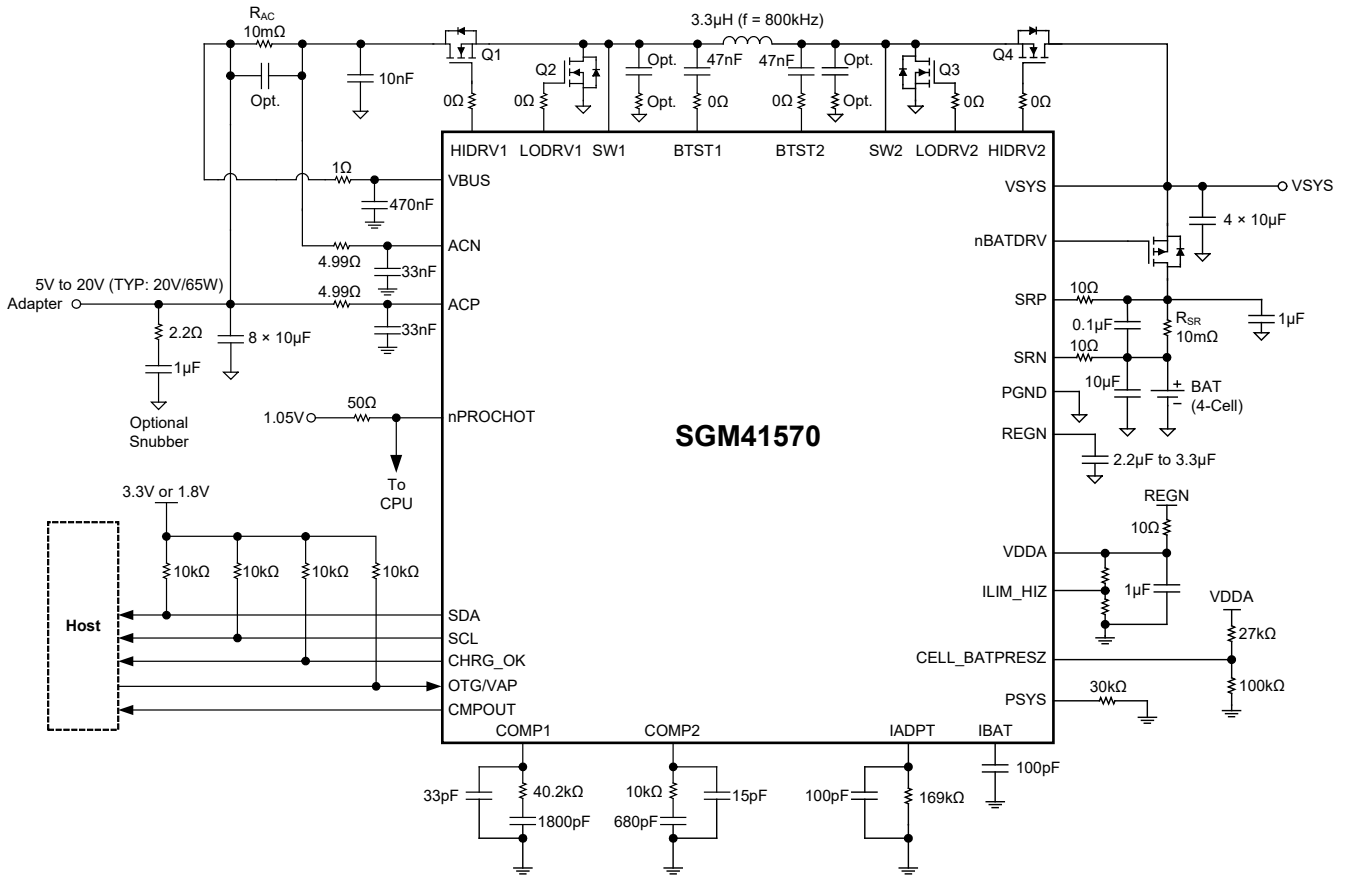 R_AC
10mΩ
Opt.
10nF
Q1
0Ω
Q2
0Ω
Opt.
Opt.
47nF
0Ω
3.3µH (f = 800kHz)
47nF
0Ω
Opt.
Opt.
Q3
0Ω
Q4
0Ω
HIDRV1
LODRV1
SW1
BTST1
BTST2
SW2
LODRV2
HIDRV2
1Ω
VBUS
470nF
4.99Ω
ACN
33nF
5V to 20V (TYP: 20V/65W)
Adapter
4.99Ω
ACP
33nF
2.2Ω
1µF
8 × 10µF
Optional
Snubber
1.05V
50Ω
nPROCHOT
To
CPU
3.3V or 1.8V
10kΩ
10kΩ
10kΩ
10kΩ
Host
SDA
SCL
CHRG_OK
OTG/VAP
CMPOUT
SGM41570
VSYS
VSYS
4 × 10µF
nBATDRV
SRP
10Ω
0.1µF
R_SR
10mΩ
1µF
SRN
10Ω
10µF
+
BAT
−
(4-Cell)
PGND
REGN
2.2µF to 3.3µF
REGN
10Ω
VDDA
ILIM_HIZ
1µF
VDDA
27kΩ
CELL_BATPRESZ
100kΩ
PSYS
30kΩ
COMP1
COMP2
IADPT
IBAT
33pF
40.2kΩ
1800pF
10kΩ
680pF
15pF
100pF
169kΩ
100pF